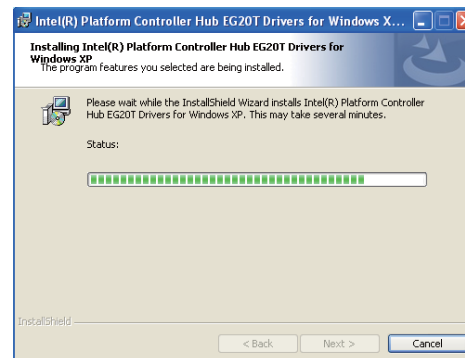 Intel(R) Platform Controller Hub EG20T Drivers for Windows X...
Installing Intel(R) Platform Controller Hub EG20T Drivers for
Windows XP
The program features you selected are being installed.
Please wait while the InstallShield Wizard installs Intel(R) Platform Controller
Hub EG20T Drivers for Windows XP. This may take several minutes.
Status:
InstallShield
< Back
Next >
Cancel